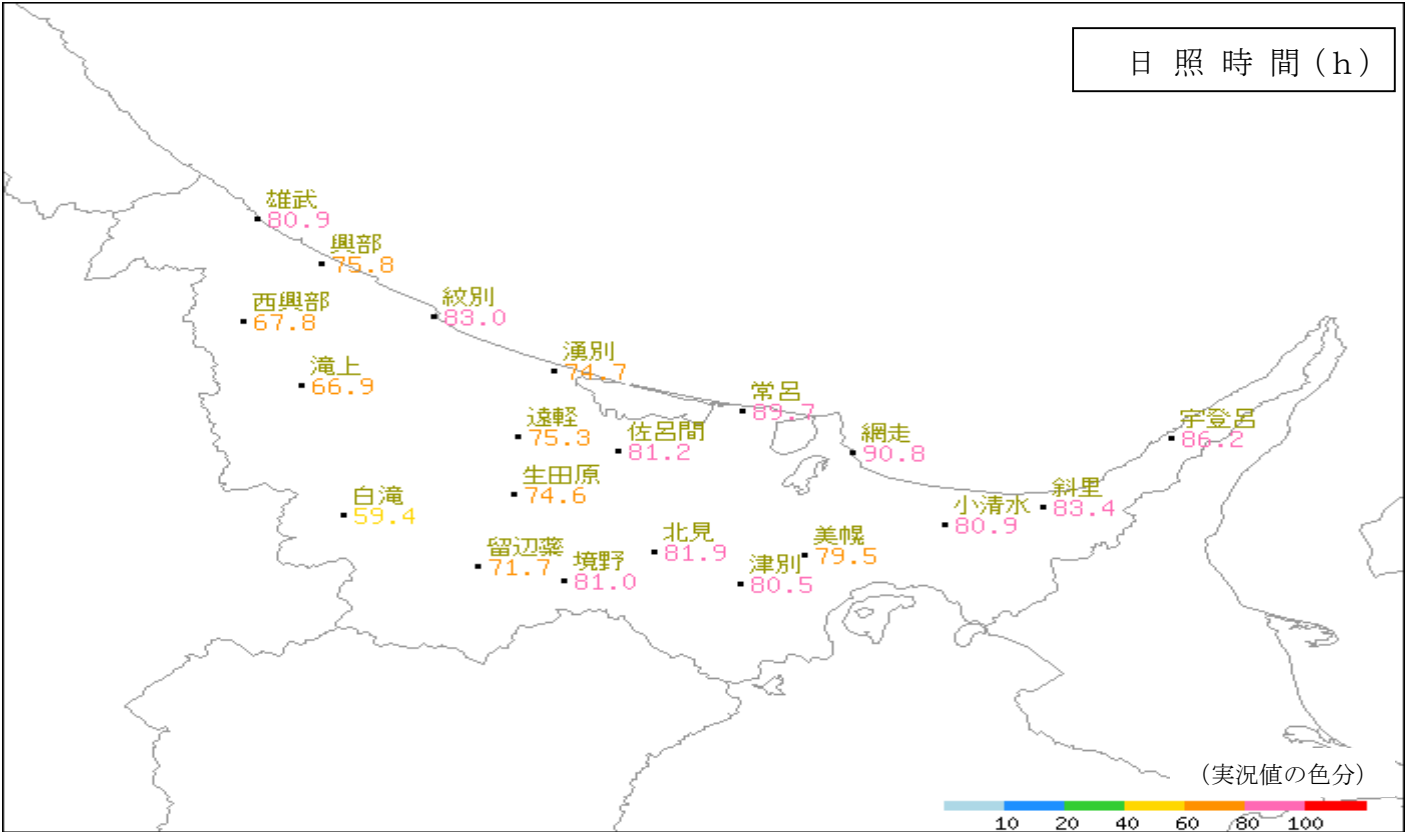 日照時間(h)
雄武
80.9
興部
75.8
西興部
67.8
紋別
83.0
滝上
66.9
湧別
74.7
常呂
89.7
遠軽
75.3
佐呂間
81.2
網走
90.8
宇登呂
86.2
生田原
74.6
白滝
59.4
小清水
80.9
斜里
83.4
留辺蘂
71.7
境野
81.0
北見
81.9
津別
80.5
美幌
79.5
(実況値の色分)
10 20 40 60 80 100